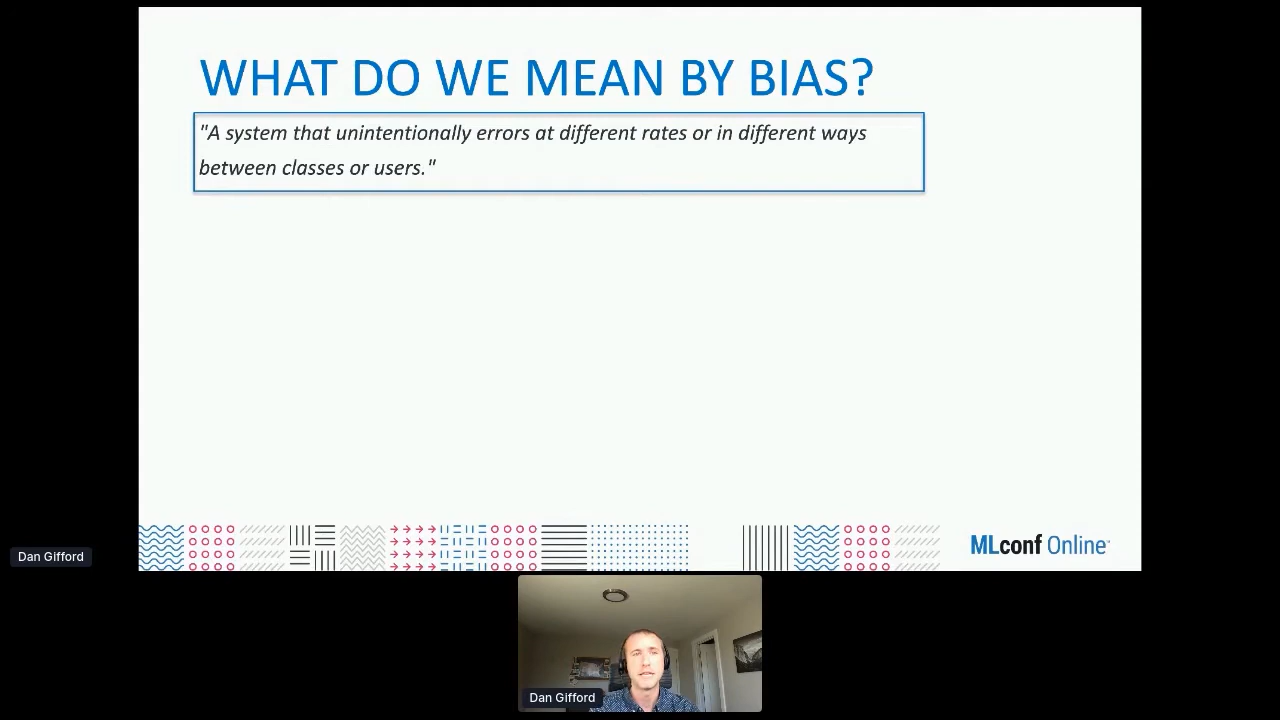 WHAT DO WE MEAN BY BIAS?
"A system that unintentionally errors at different rates or in different ways
between classes or users."
MLconf Online
Dan Gifford
Dan Gifford